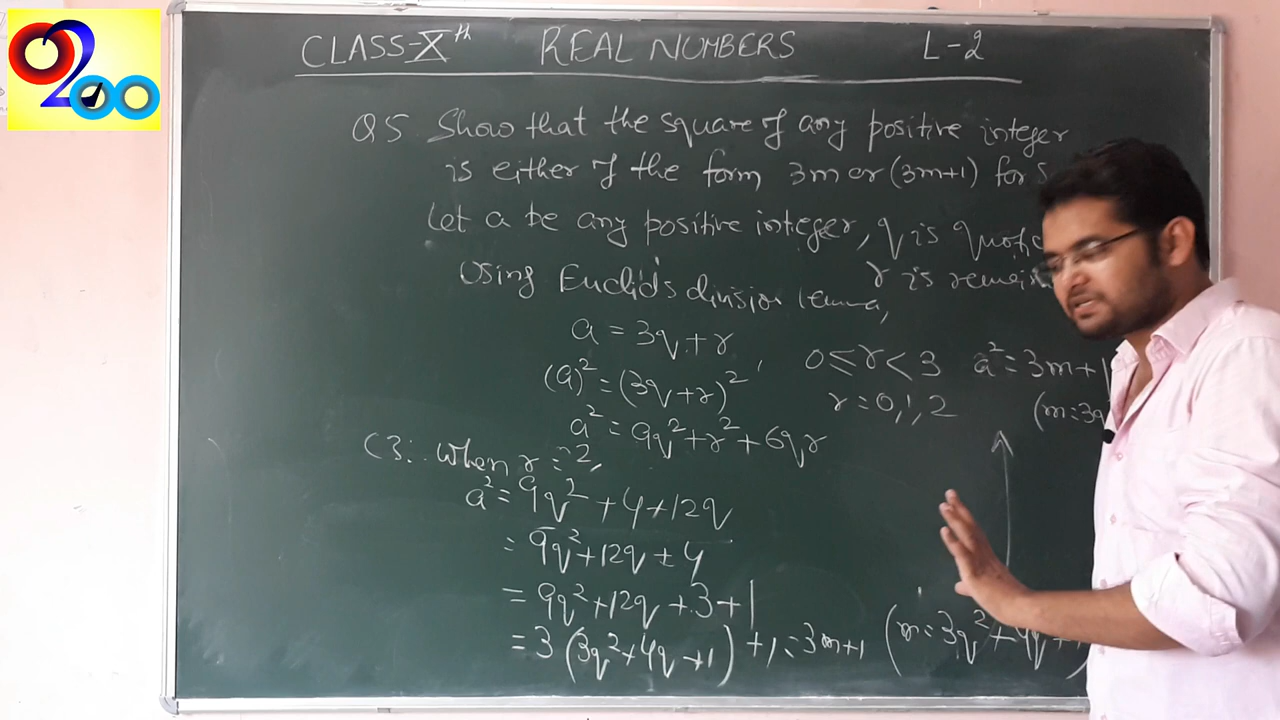 O2OO
CLASS-Xth REAL NUMBERS L-2
Q5 Show that the square of any positive integer
is either of the form 3m or (3m+1) for
Let a be any positive integer, q is
Using Euclid's division lemma, r is
a = 3q+r, 0≤r<3 a²=3m+1
(a)² = (3q+r)² r=0,1,2 (m=3q
a² = 9q²+r²+6qr
C3: when r=2,
a² = 9q²+4+12q
= 9q²+12q+4
= 9q²+12q+3+1
= 3(3q²+4q+1)+1=3m+1 (m=3q²+4q+1)